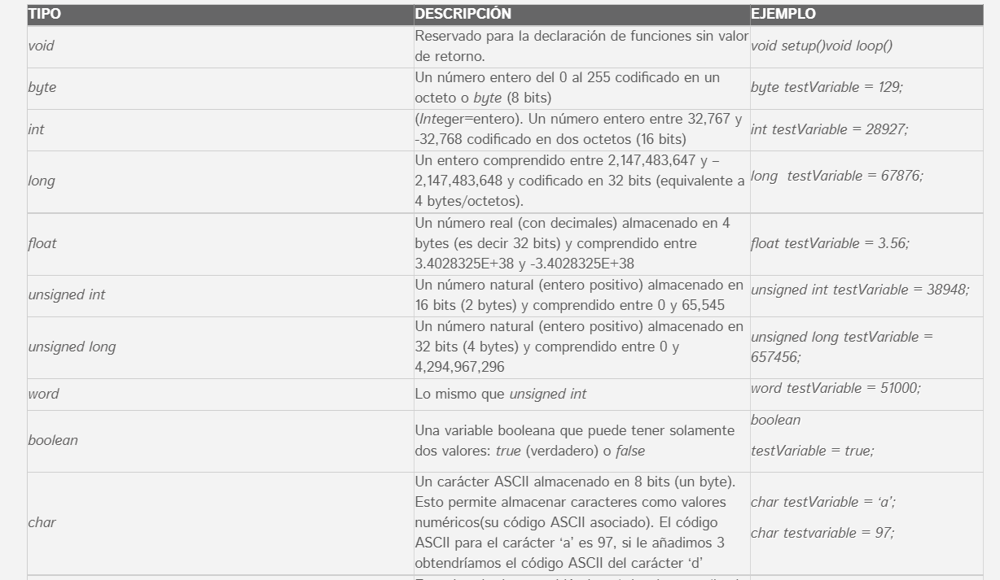 TIPO DESCRIPCIÓN EJEMPLO
void
Reservado para la declaración de funciones sin valor
de retorno.
void setup()void loop()
byte
Un número entero del 0 al 255 codificado en un
octeto o byte (8 bits)
byte testVariable = 129;
int
(Integer=entero). Un número entero entre 32,767 y
-32,768 codificado en dos octetos (16 bits)
int testVariable = 28927;
long
Un entero comprendido entre 2,147,483,647 y –
2,147,483,648 y codificado en 32 bits (equivalente a
4 bytes/octetos).
long  testVariable = 67876;
float
Un número real (con decimales) almacenado en 4
bytes (es decir 32 bits) y comprendido entre
3.4028325E+38 y -3.4028325E+38
float testVariable = 3.56;
unsigned int
Un número natural (entero positivo) almacenado en
16 bits (2 bytes) y comprendido entre 0 y 65,545
unsigned int testVariable = 38948;
unsigned long
Un número natural (entero positivo) almacenado en
32 bits (4 bytes) y comprendido entre 0 y
4,294,967,296
unsigned long testVariable =
657456;
word
Lo mismo que unsigned int
word testVariable = 51000;
boolean
Una variable booleana que puede tener solamente
dos valores: true (verdadero) o false
boolean
testVariable = true;
char
Un carácter ASCII almacenado en 8 bits (un byte).
Esto permite almacenar caracteres como valores
numéricos(su código ASCII asociado). El código
ASCII para el carácter ‘a’ es 97, si le añadimos 3
obtendríamos el código ASCII del carácter ‘d’
char testVariable = ‘a’;
char testvariable = 97;